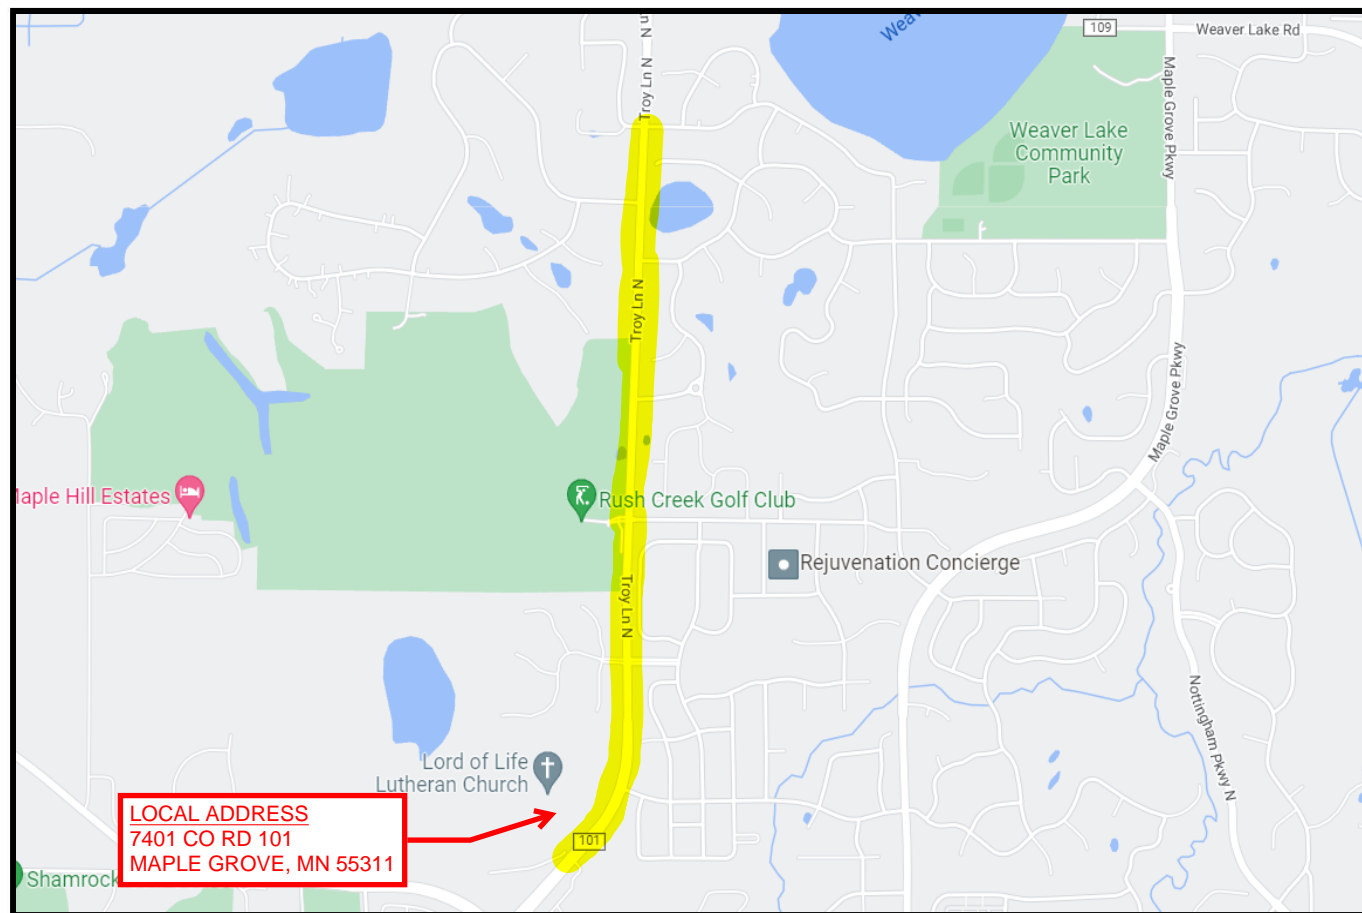 N
Troy Ln N
109
Weaver Lake Rd
Maple Grove Pkwy
Weaver Lake
Community
Park
Troy Ln N
Maple Grove Pkwy
Maple Hill Estates
Rush Creek Golf Club
Rejuvenation Concierge
Troy Ln N
Nottingham Pkwy N
Lord of Life
Lutheran Church
LOCAL ADDRESS
7401 CO RD 101
MAPLE GROVE, MN 55311
101
Shamrock